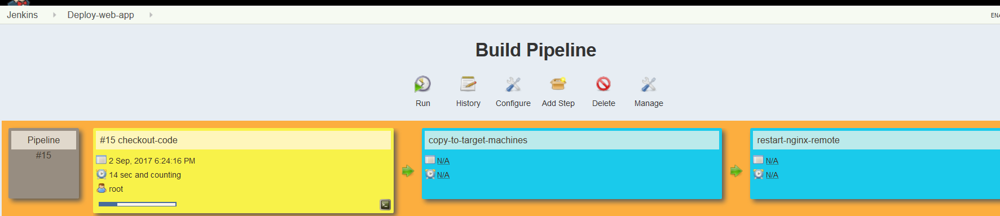 Jenkins Deploy-web-app
Build Pipeline
Run History Configure Add Step Delete Manage
Pipeline
#15
#15 checkout-code
2 Sep, 2017 6:24:16 PM
14 sec and counting
root
copy-to-target-machines
N/A
N/A
restart-nginx-remote
N/A
N/A